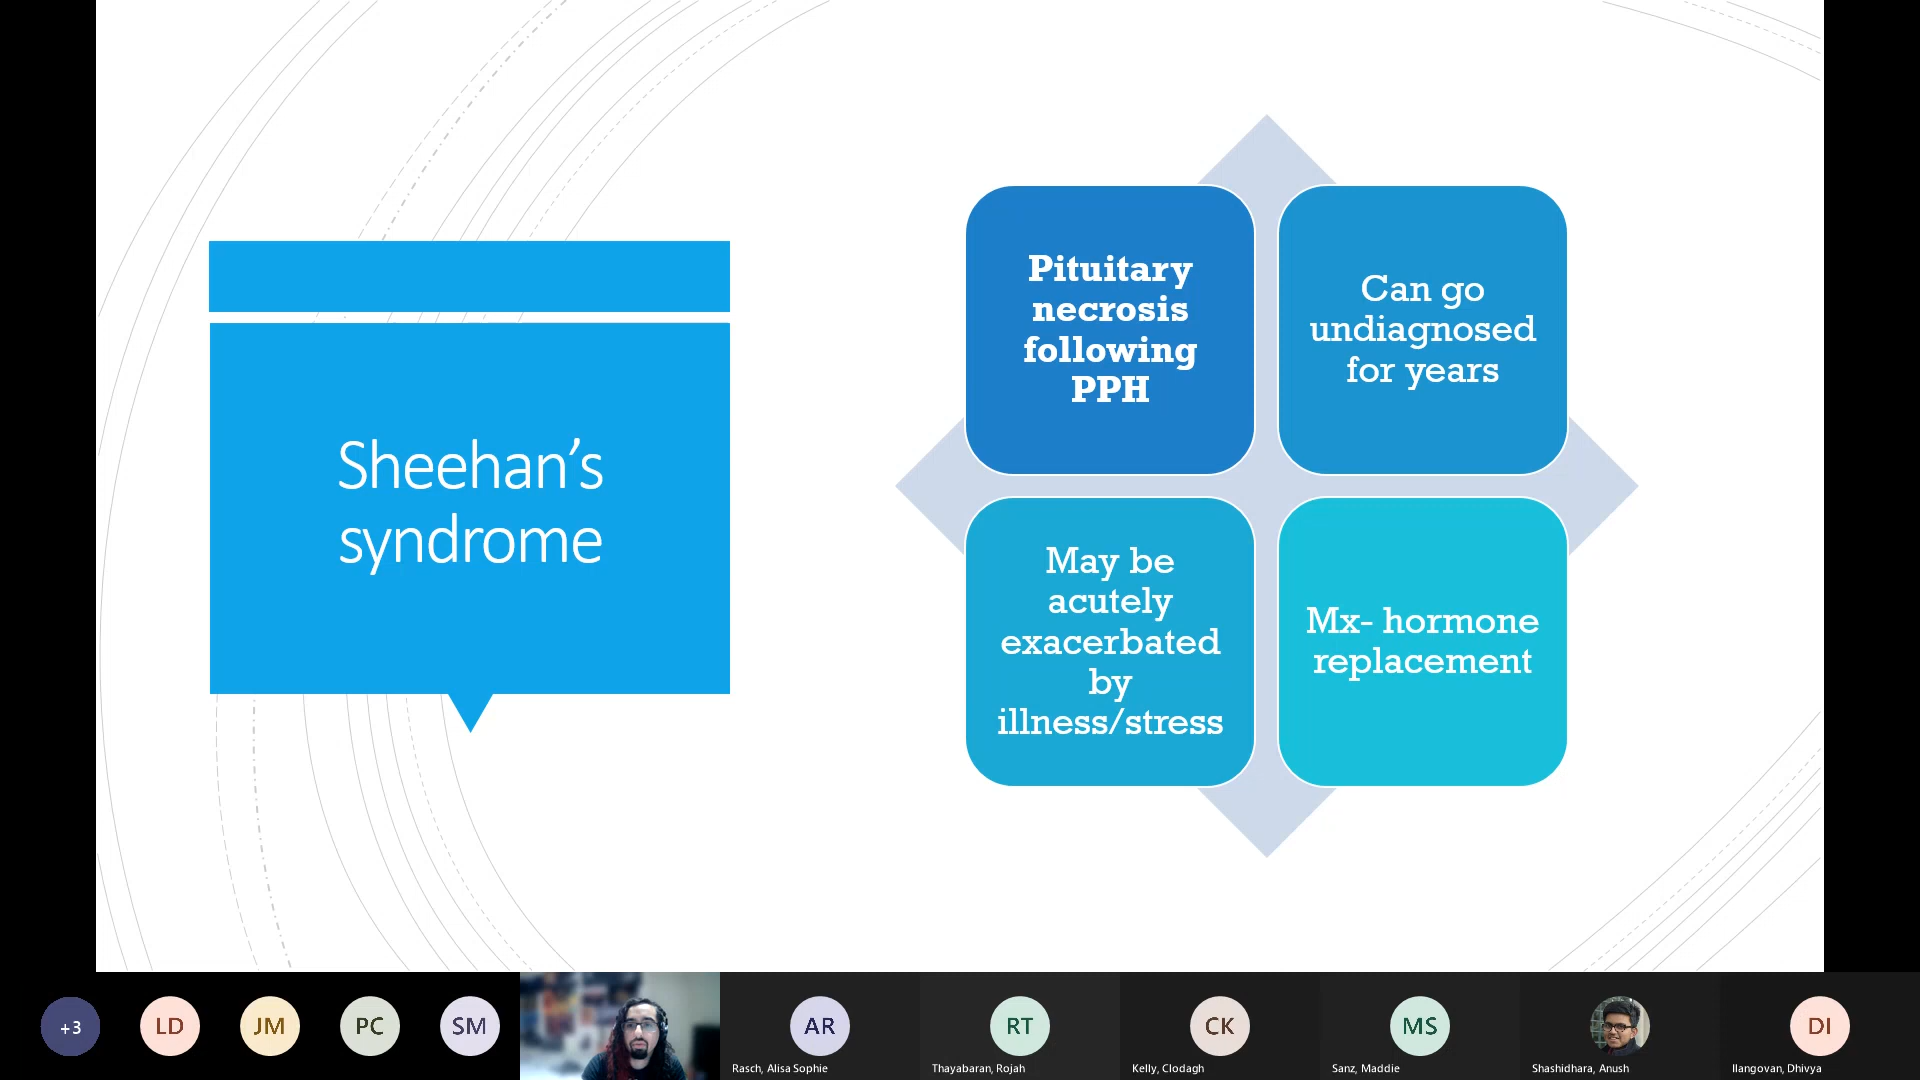 Sheehan’s
syndrome
Pituitary
necrosis
following
PPH
Can go
undiagnosed
for years
May be
acutely
exacerbated
by
illness/stress
Mx- hormone
replacement
+3
LD
JM
PC
SM
AR
Rasch, Alisa Sophie
RT
Thayabaran, Rojah
CK
Kelly, Clodagh
MS
Sanz, Maddie
Shashidhara, Anush
DI
Ilangovan, Dhivya